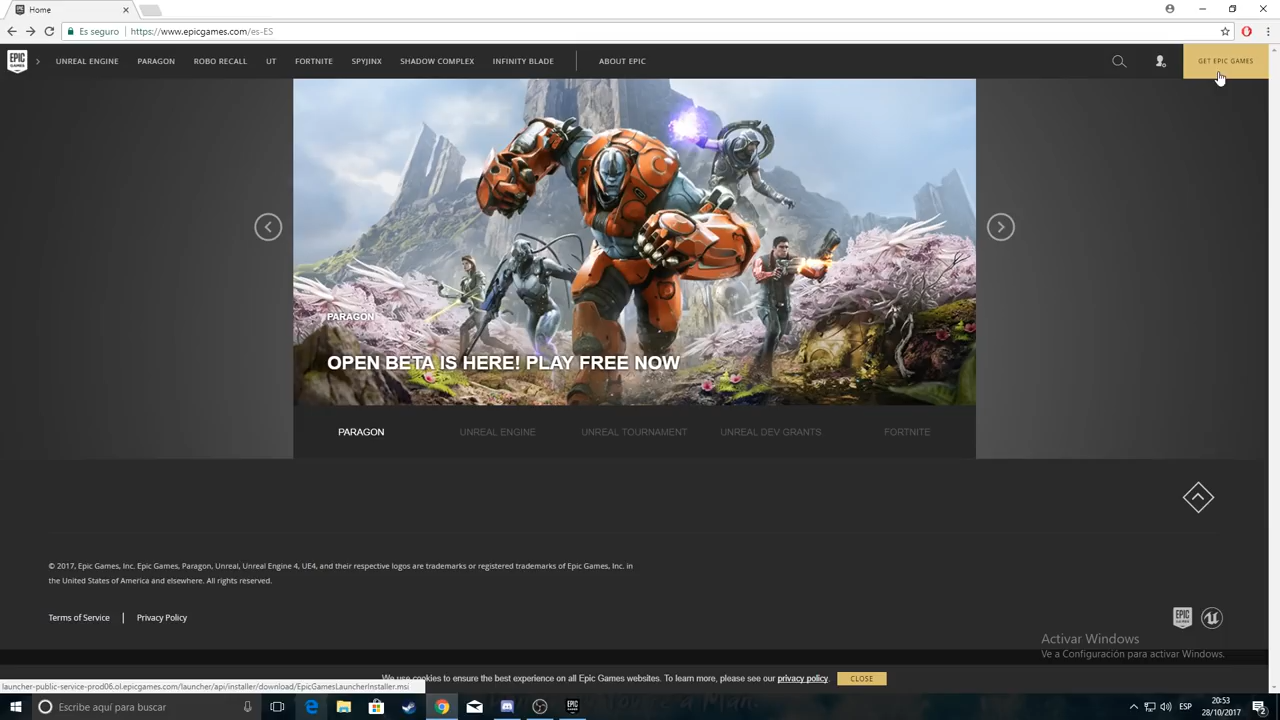 Home
Es seguro
https://www.epicgames.com/es-ES
EPIC GAMES
UNREAL ENGINE
PARAGON
ROBO RECALL
UT
FORTNITE
SPYJINX
SHADOW COMPLEX
INFINITY BLADE
ABOUT EPIC
GET EPIC GAMES
PARAGON
OPEN BETA IS HERE! PLAY FREE NOW
PARAGON
UNREAL ENGINE
UNREAL TOURNAMENT
UNREAL DEV GRANTS
FORTNITE
© 2017, Epic Games, Inc. Epic Games, Paragon, Unreal, Unreal Engine 4, UE4, and their respective logos are trademarks or registered trademarks of Epic Games, Inc. in
the United States of America and elsewhere. All rights reserved.
Terms of Service
Privacy Policy
EPIC GAMES
Activar Windows
Ve a Configuración para activar Windows.
We use cookies to ensure the best experience on all Epic Games websites. To learn more, please see our privacy policy.
CLOSE
launcher-public-service-prod06.ol.epicgames.com/launcher/api/installer/download/EpicGamesLauncherInstaller.msi
Escribe aquí para buscar
ESP
20:53
28/10/2017
2